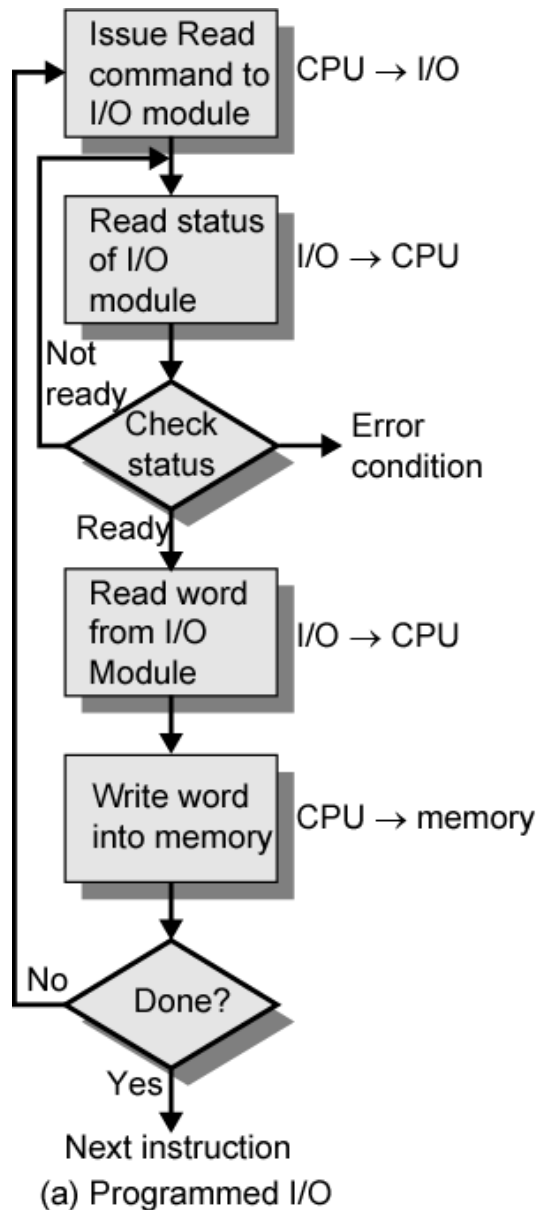 Issue Read
command to
I/O module
CPU → I/O
Read status
of I/O
module
I/O → CPU
Not
ready
Check
status
Error
condition
Ready
Read word
from I/O
Module
I/O → CPU
Write word
into memory
CPU → memory
No
Done?
Yes
Next instruction
(a) Programmed I/O